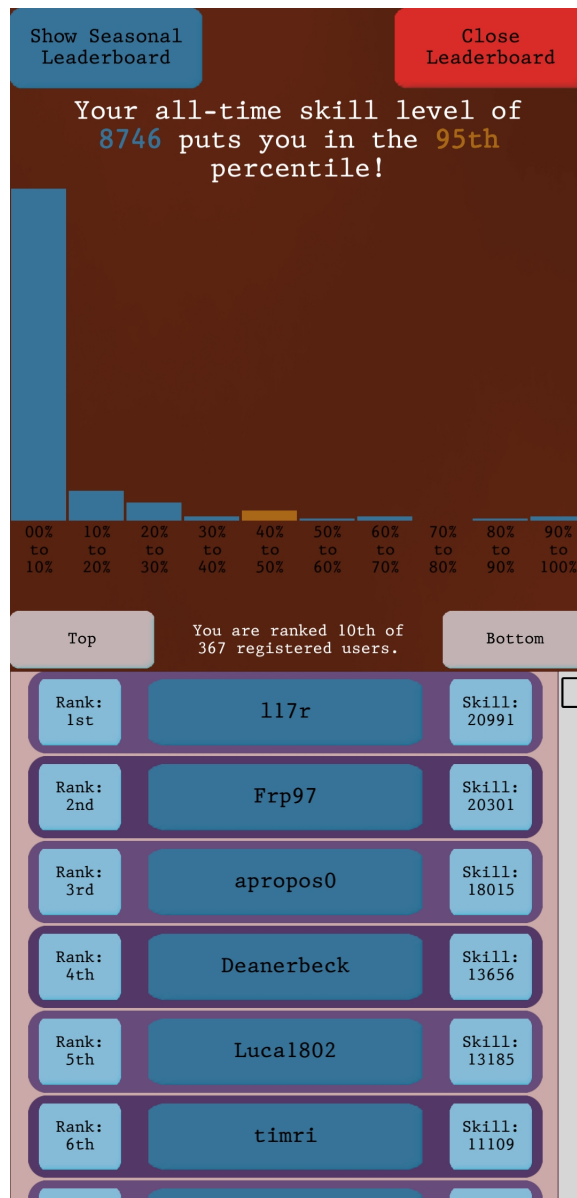 Show Seasonal
Leaderboard
Close
Leaderboard
Your all-time skill level of
8746 puts you in the 95th
percentile!
00% to 10%
10% to 20%
20% to 30%
30% to 40%
40% to 50%
50% to 60%
60% to 70%
70% to 80%
80% to 90%
90% to 100%
Top
You are ranked 10th of
367 registered users.
Bottom
Rank:
1st
ll7r
Skill:
20991
Rank:
2nd
Frp97
Skill:
20301
Rank:
3rd
apropos0
Skill:
18015
Rank:
4th
Deanerbeck
Skill:
13656
Rank:
5th
Luca1802
Skill:
13185
Rank:
6th
timri
Skill:
11109